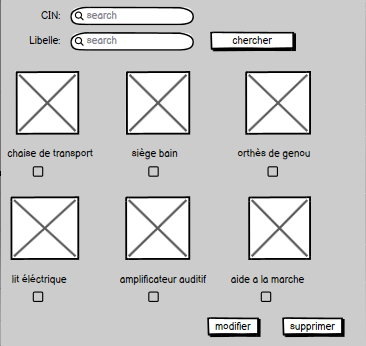 CIN: search
Libelle: search chercher
chaise de transport siège bain orthès de genou
lit éléctrique amplificateur auditif aide a la marche
modifier supprimer